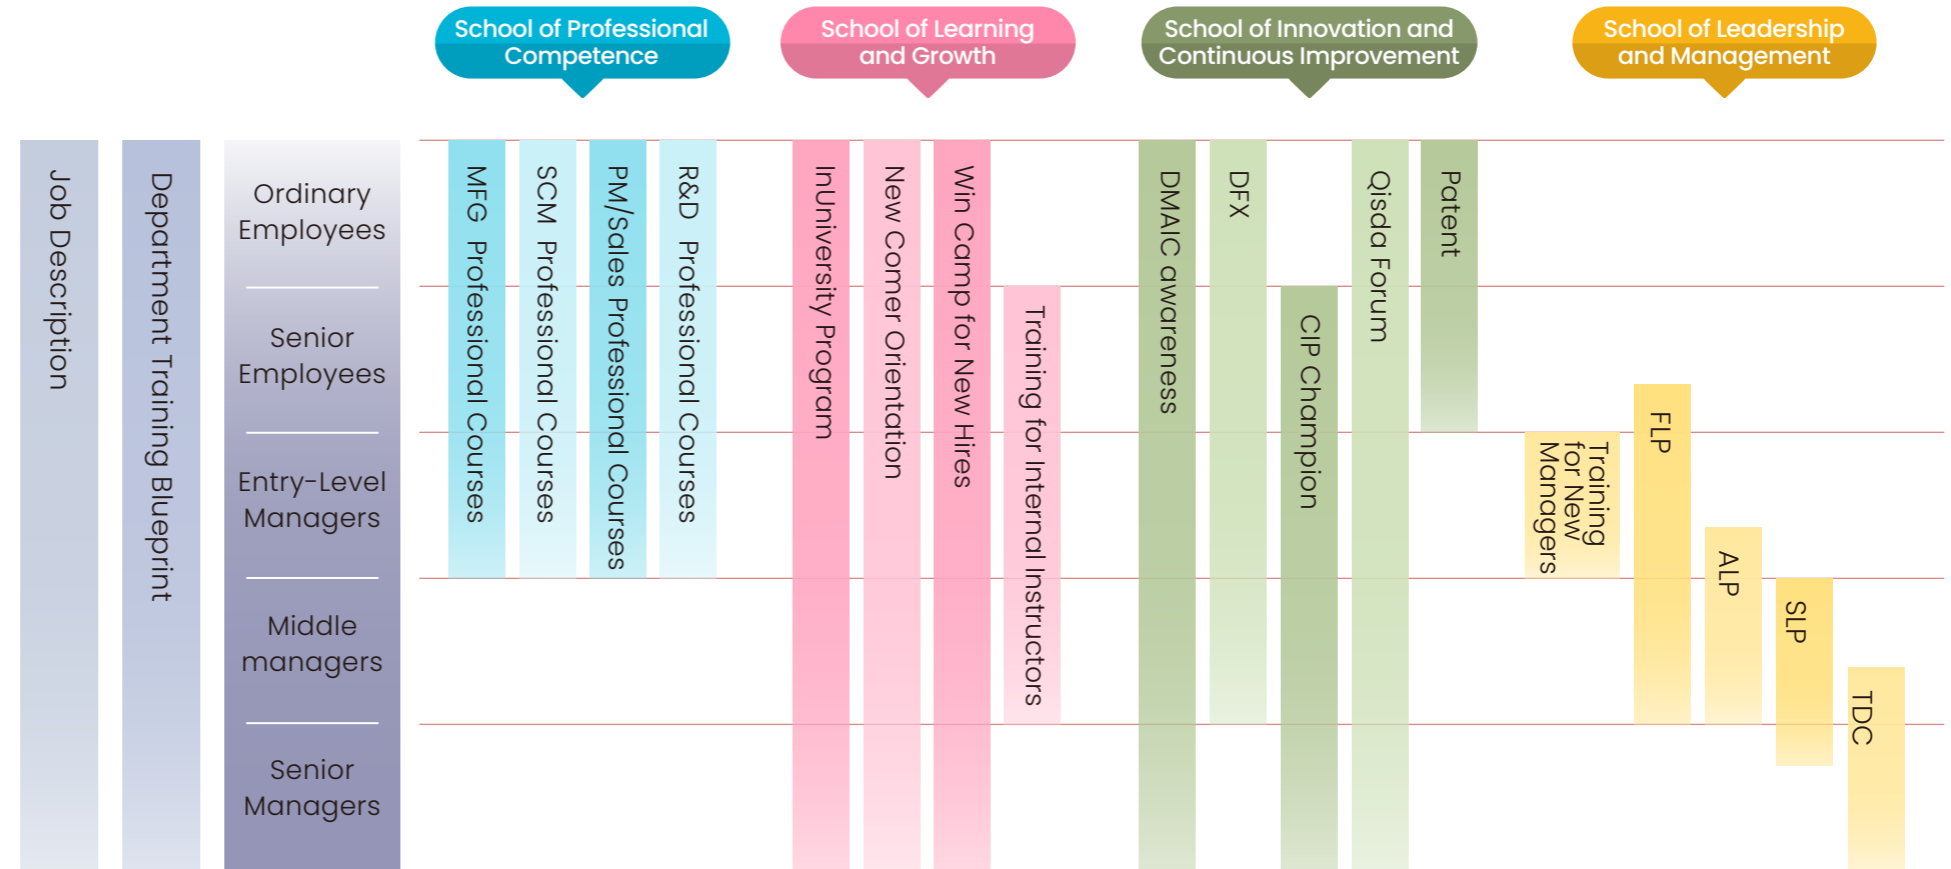 School of Professional
Competence
School of Learning
and Growth
School of Innovation and
Continuous Improvement
School of Leadership
and Management
Job Description
Department Training Blueprint
Ordinary
Employees
Senior
Employees
Entry-Level
Managers
Middle
managers
Senior
Managers
MFG Professional Courses
SCM Professional Courses
PM/Sales Professional Courses
R&D Professional Courses
InUniversity Program
New Comer Orientation
Win Camp for New Hires
Training for Internal Instructors
DMAIC awareness
DFX
CIP Champion
Qisda Forum
Patent
Training
for New
Managers
FLP
ALP
SLP
TDC